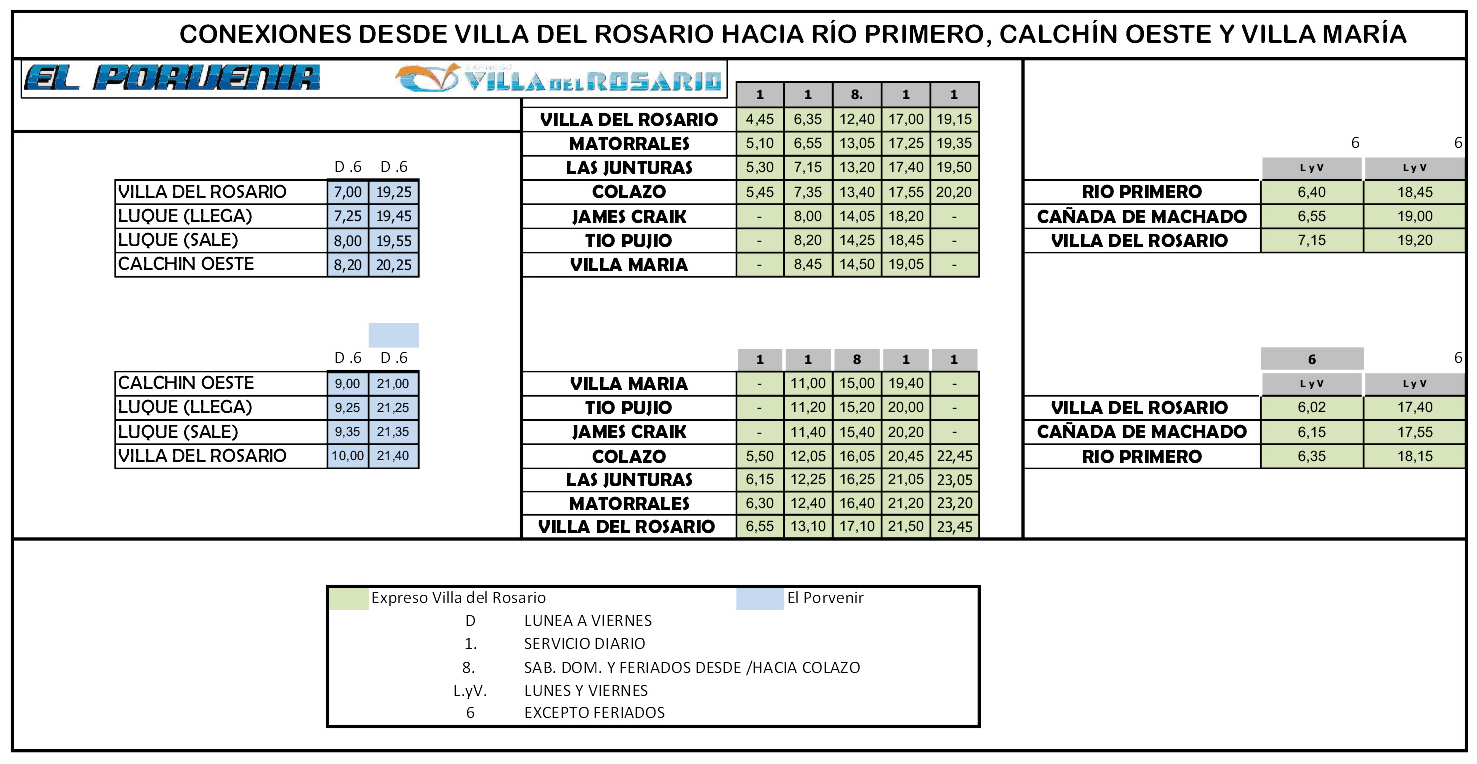 CONEXIONES DESDE VILLA DEL ROSARIO HACIA RÍO PRIMERO, CALCHÍN OESTE Y VILLA MARÍA
EL PORVENIR
VILLA DEL ROSARIO
D .6 D .6
VILLA DEL ROSARIO 7,00 19,25
LUQUE (LLEGA) 7,25 19,45
LUQUE (SALE) 8,00 19,55
CALCHIN OESTE 8,20 20,25
D .6 D .6
CALCHIN OESTE 9,00 21,00
LUQUE (LLEGA) 9,25 21,25
LUQUE (SALE) 9,35 21,35
VILLA DEL ROSARIO 10,00 21,40
1 1 8. 1 1
VILLA DEL ROSARIO 4,45 6,35 12,40 17,00 19,15
MATORRALES 5,10 6,55 13,05 17,25 19,35
LAS JUNTURAS 5,30 7,15 13,20 17,40 19,50
COLAZO 5,45 7,35 13,40 17,55 20,20
JAMES CRAIK - 8,00 14,05 18,20 -
TIO PUJIO - 8,20 14,25 18,45 -
VILLA MARIA - 8,45 14,50 19,05 -
1 1 8 1 1
VILLA MARIA - 11,00 15,00 19,40 -
TIO PUJIO - 11,20 15,20 20,00 -
JAMES CRAIK - 11,40 15,40 20,20 -
COLAZO 5,50 12,05 16,05 20,45 22,45
LAS JUNTURAS 6,15 12,25 16,25 21,05 23,05
MATORRALES 6,30 12,40 16,40 21,20 23,20
VILLA DEL ROSARIO 6,55 13,10 17,10 21,50 23,45
6 6
L y V L y V
RIO PRIMERO 6,40 18,45
CAÑADA DE MACHADO 6,55 19,00
VILLA DEL ROSARIO 7,15 19,20
6 6
L y V L y V
VILLA DEL ROSARIO 6,02 17,40
CAÑADA DE MACHADO 6,15 17,55
RIO PRIMERO 6,35 18,15
Expreso Villa del Rosario El Porvenir
D LUNEA A VIERNES
1. SERVICIO DIARIO
8. SAB. DOM. Y FERIADOS DESDE /HACIA COLAZO
L.yV. LUNES Y VIERNES
6 EXCEPTO FERIADOS